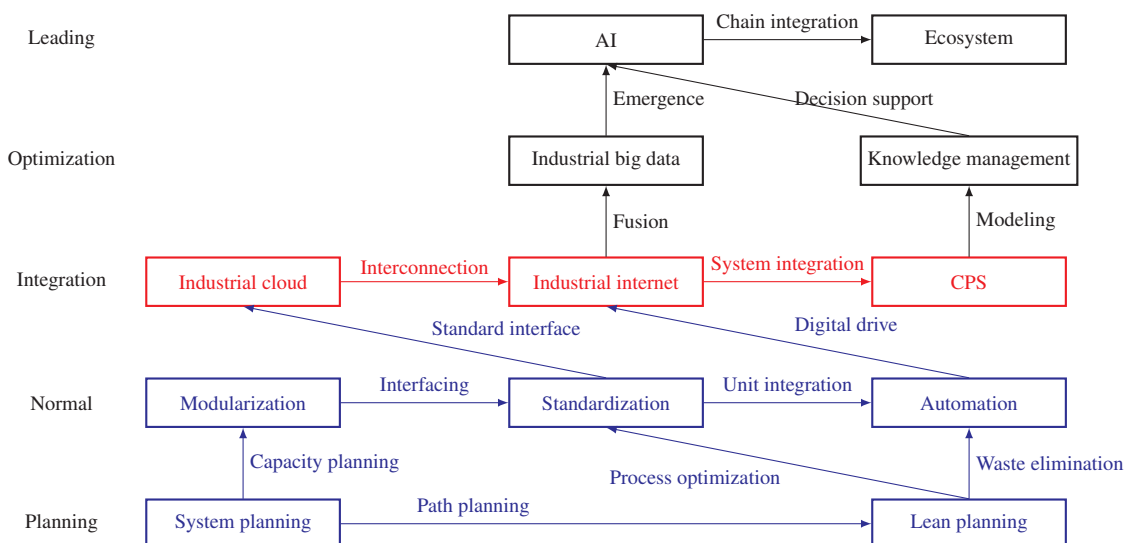 Leading
AI
Chain integration
Ecosystem
Emergence
Decision support
Optimization
Industrial big data
Knowledge management
Fusion
Modeling
Integration
Industrial cloud
Interconnection
Industrial internet
System integration
CPS
Standard interface
Digital drive
Normal
Modularization
Interfacing
Standardization
Unit integration
Automation
Capacity planning
Process optimization
Waste elimination
Planning
System planning
Path planning
Lean planning